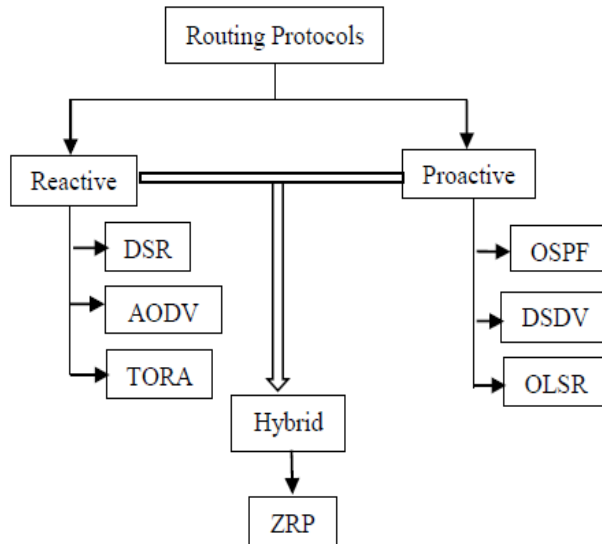 Routing Protocols
Reactive
Proactive
DSR
OSPF
AODV
DSDV
TORA
OLSR
Hybrid
ZRP